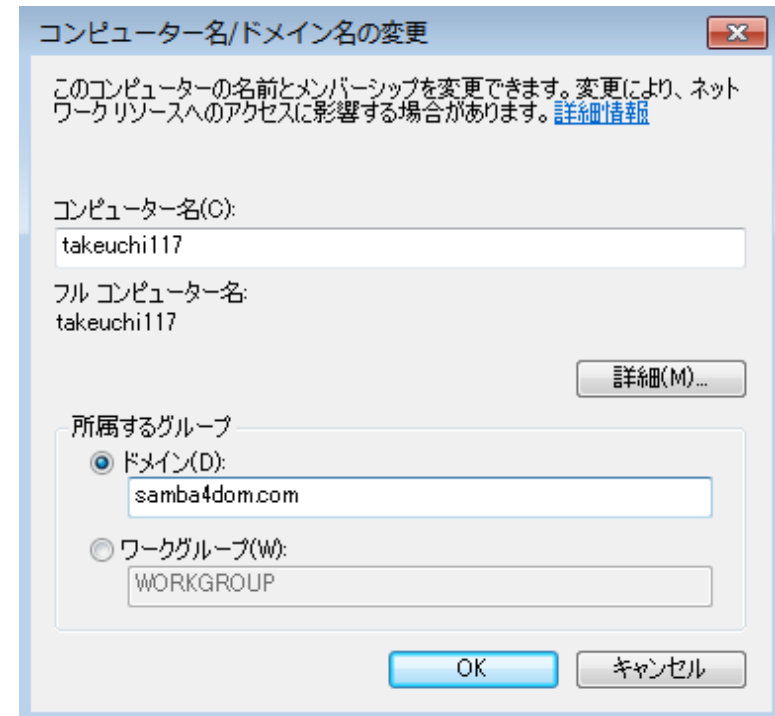 コンピューター名/ドメイン名の変更
このコンピューターの名前とメンバーシップを変更できます。変更により、ネット
ワーク リソースへのアクセスに影響する場合があります。詳細情報
コンピューター名(C):
takeuchi117
フル コンピューター名:
takeuchi117
詳細(M)...
所属するグループ
ドメイン(D):
samba4dom.com
ワークグループ(W):
WORKGROUP
OK
キャンセル